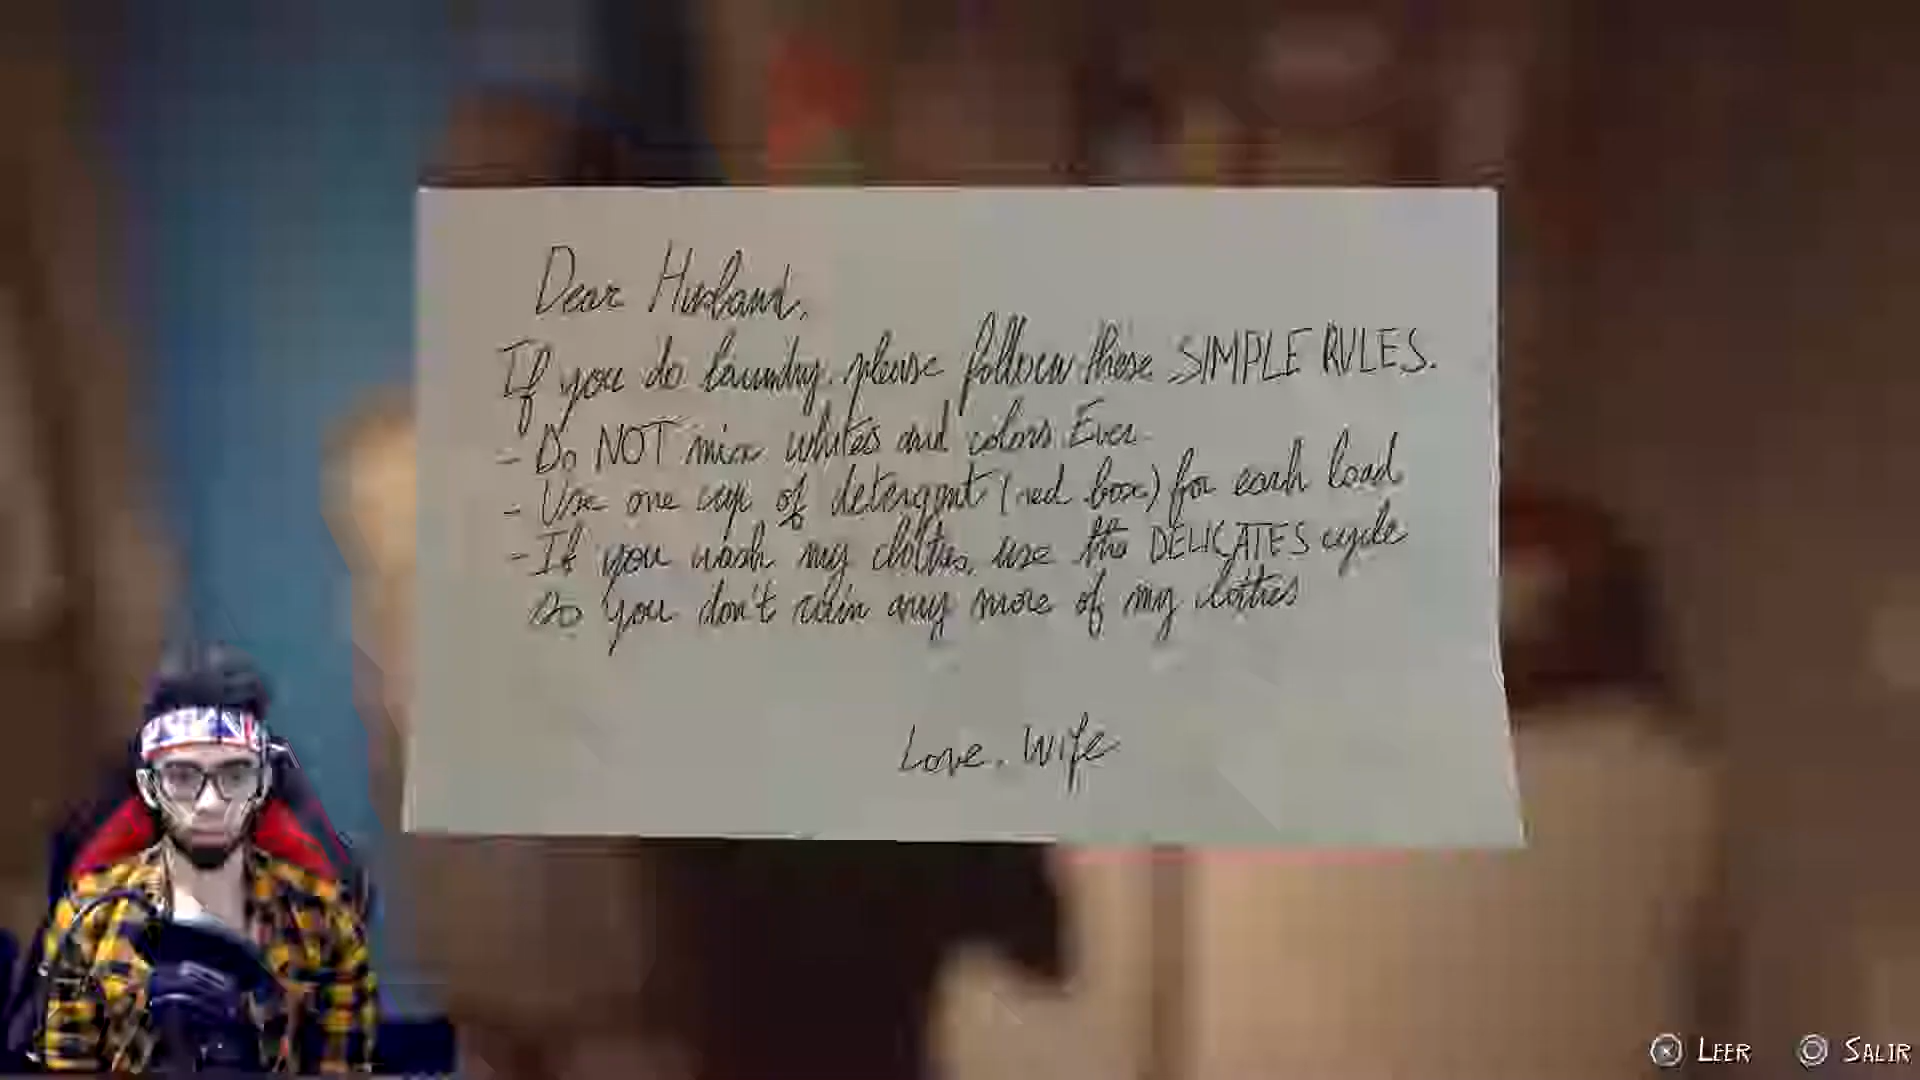 Dear Husband,
If you do laundry, please follow these SIMPLE RULES.
- Do NOT mix whites and colors. Ever.
- Use one cup of detergent (red box) for each load
- If you wash my clothes, use the DELICATES cycle
so you don't ruin any more of my clothes
Love, Wife
LEER
SALIR